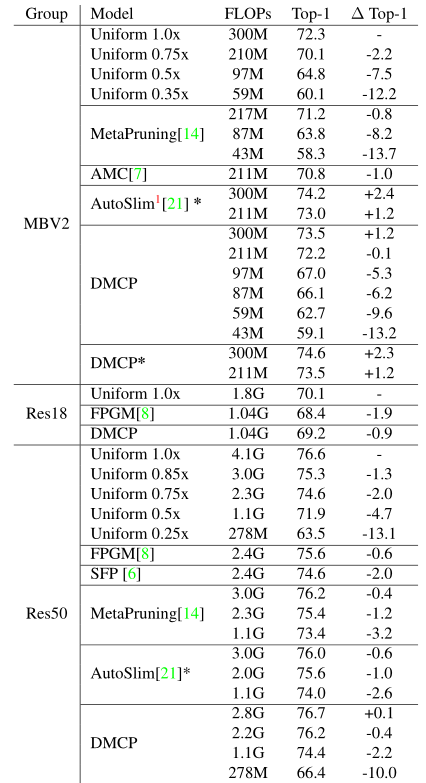 Group Model FLOPs Top-1 Δ Top-1
Uniform 1.0x 300M 72.3 -
Uniform 0.75x 210M 70.1 -2.2
Uniform 0.5x 97M 64.8 -7.5
Uniform 0.35x 59M 60.1 -12.2
217M 71.2 -0.8
MetaPruning[14] 87M 63.8 -8.2
43M 58.3 -13.7
AMC[7] 211M 70.8 -1.0
AutoSlim¹[21] * 300M 74.2 +2.4
211M 73.0 +1.2
MBV2
300M 73.5 +1.2
211M 72.2 -0.1
DMCP 97M 67.0 -5.3
87M 66.1 -6.2
59M 62.7 -9.6
43M 59.1 -13.2
DMCP* 300M 74.6 +2.3
211M 73.5 +1.2
Uniform 1.0x 1.8G 70.1 -
Res18 FPGM[8] 1.04G 68.4 -1.9
DMCP 1.04G 69.2 -0.9
Uniform 1.0x 4.1G 76.6 -
Uniform 0.85x 3.0G 75.3 -1.3
Uniform 0.75x 2.3G 74.6 -2.0
Uniform 0.5x 1.1G 71.9 -4.7
Uniform 0.25x 278M 63.5 -13.1
FPGM[8] 2.4G 75.6 -0.6
SFP [6] 2.4G 74.6 -2.0
3.0G 76.2 -0.4
Res50 MetaPruning[14] 2.3G 75.4 -1.2
1.1G 73.4 -3.2
3.0G 76.0 -0.6
AutoSlim[21]* 2.0G 75.6 -1.0
1.1G 74.0 -2.6
2.8G 76.7 +0.1
DMCP 2.2G 76.2 -0.4
1.1G 74.4 -2.2
278M 66.4 -10.0